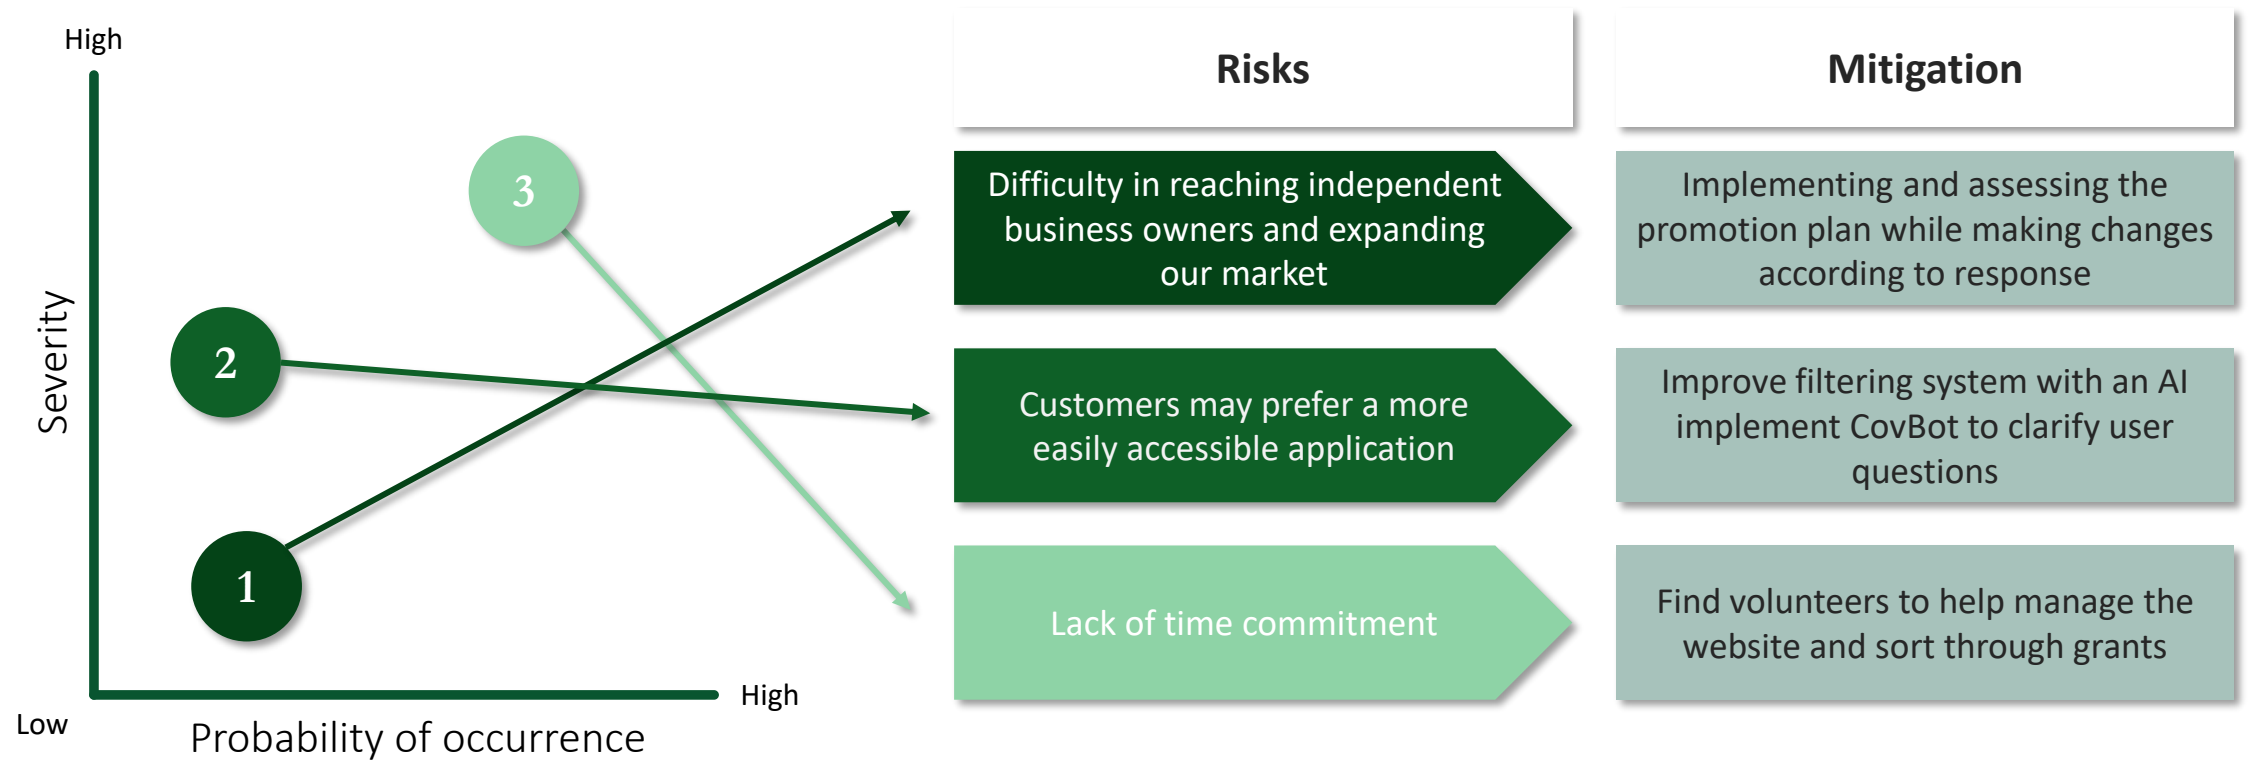 High
Severity
3
2
1
Low
High
Probability of occurrence
Risks
Mitigation
Difficulty in reaching independent
business owners and expanding
our market
Implementing and assessing the
promotion plan while making changes
according to response
Customers may prefer a more
easily accessible application
Improve filtering system with an AI
implement CovBot to clarify user
questions
Lack of time commitment
Find volunteers to help manage the
website and sort through grants